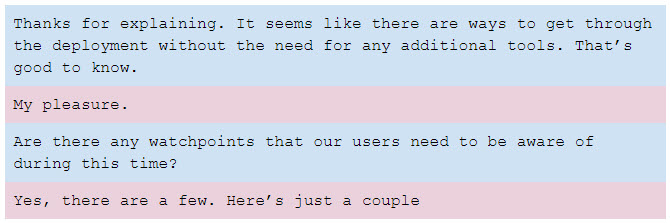 Thanks for explaining. It seems like there are ways to get through
the deployment without the need for any additional tools. That’s
good to know.
My pleasure.
Are there any watchpoints that our users need to be aware of
during this time?
Yes, there are a few. Here’s just a couple